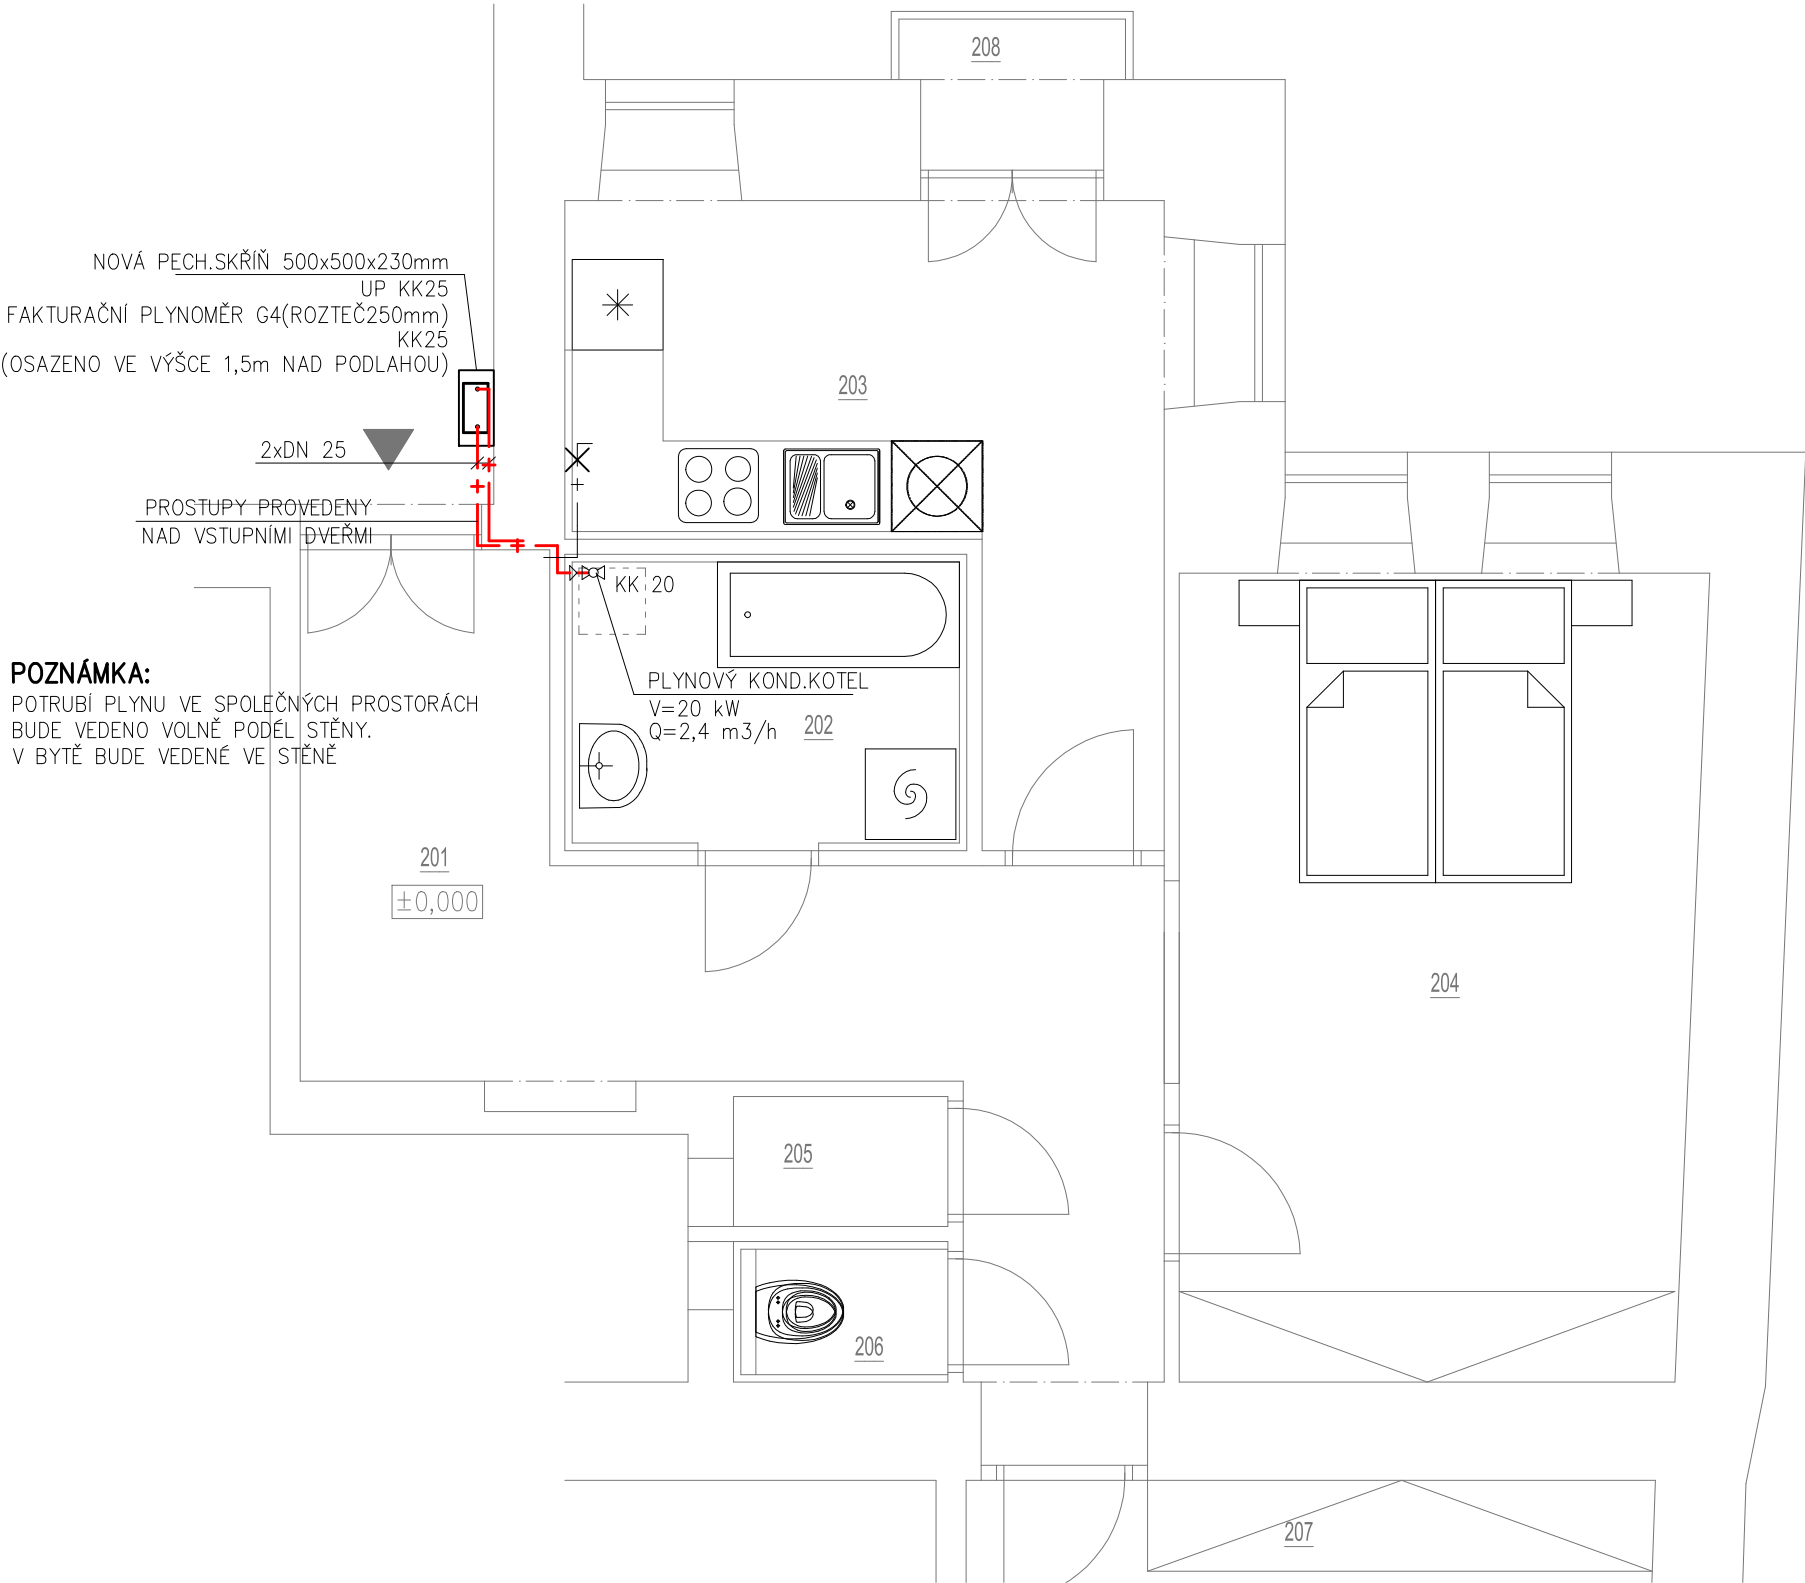 208
NOVÁ PECH.SKŘÍŇ 500x500x230mm
UP KK25
FAKTURAČNÍ PLYNOMĚR G4(ROZTEČ250mm)
KK25
(OSAZENO VE VÝŠCE 1,5m NAD PODLAHOU)
203
2xDN 25
PROSTUPY PROVEDENY
NAD VSTUPNÍMI DVEŘMI
KK 20
POZNÁMKA:
POTRUBÍ PLYNU VE SPOLEČNÝCH PROSTORÁCH
BUDE VEDENO VOLNĚ PODÉL STĚNY.
V BYTĚ BUDE VEDENÉ VE STĚNĚ
PLYNOVÝ KOND.KOTEL
V=20 kW
Q=2,4 m3/h
202
201
±0,000
204
205
206
207